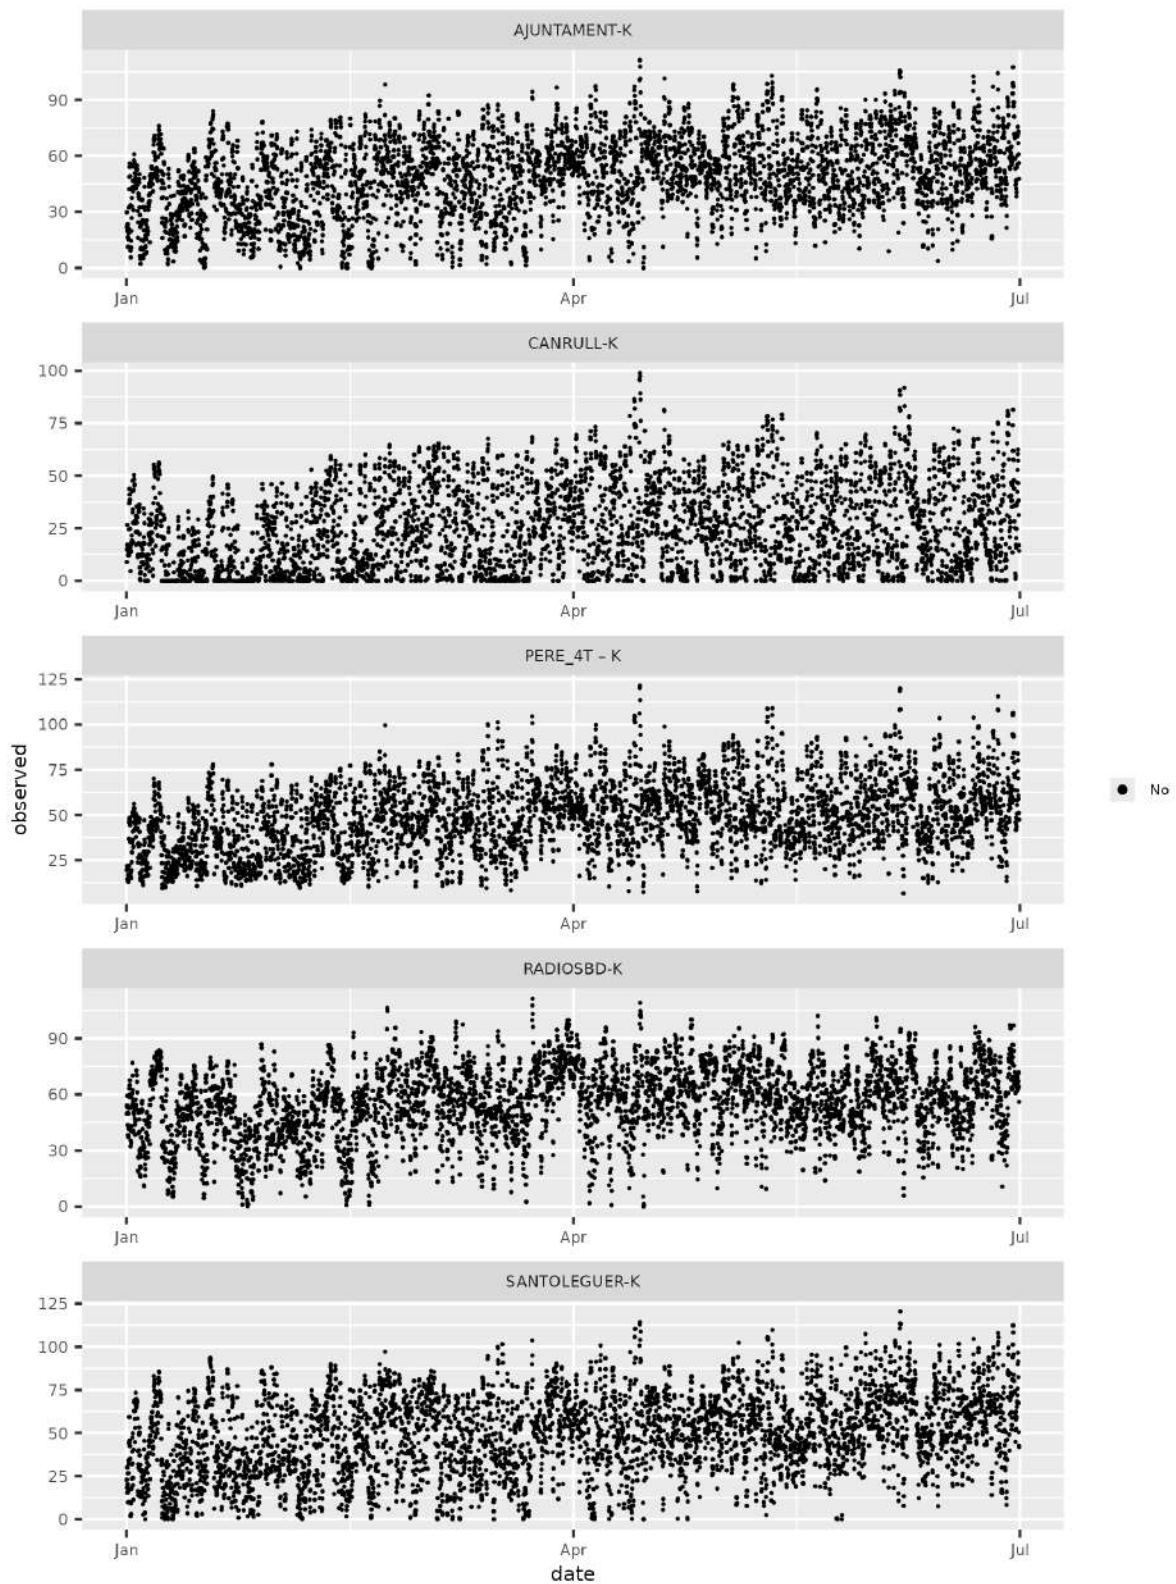 AJUNTAMENT-K
90
60
30
0
Jan Apr Jul
CANRULL-K
100
75
50
25
0
Jan Apr Jul
PERE_4T – K
125
100
75
50
25
Jan Apr Jul
observed
No
RADIOSBD-K
90
60
30
0
Jan Apr Jul
SANTOLEGUER-K
125
100
75
50
25
0
Jan Apr Jul
date